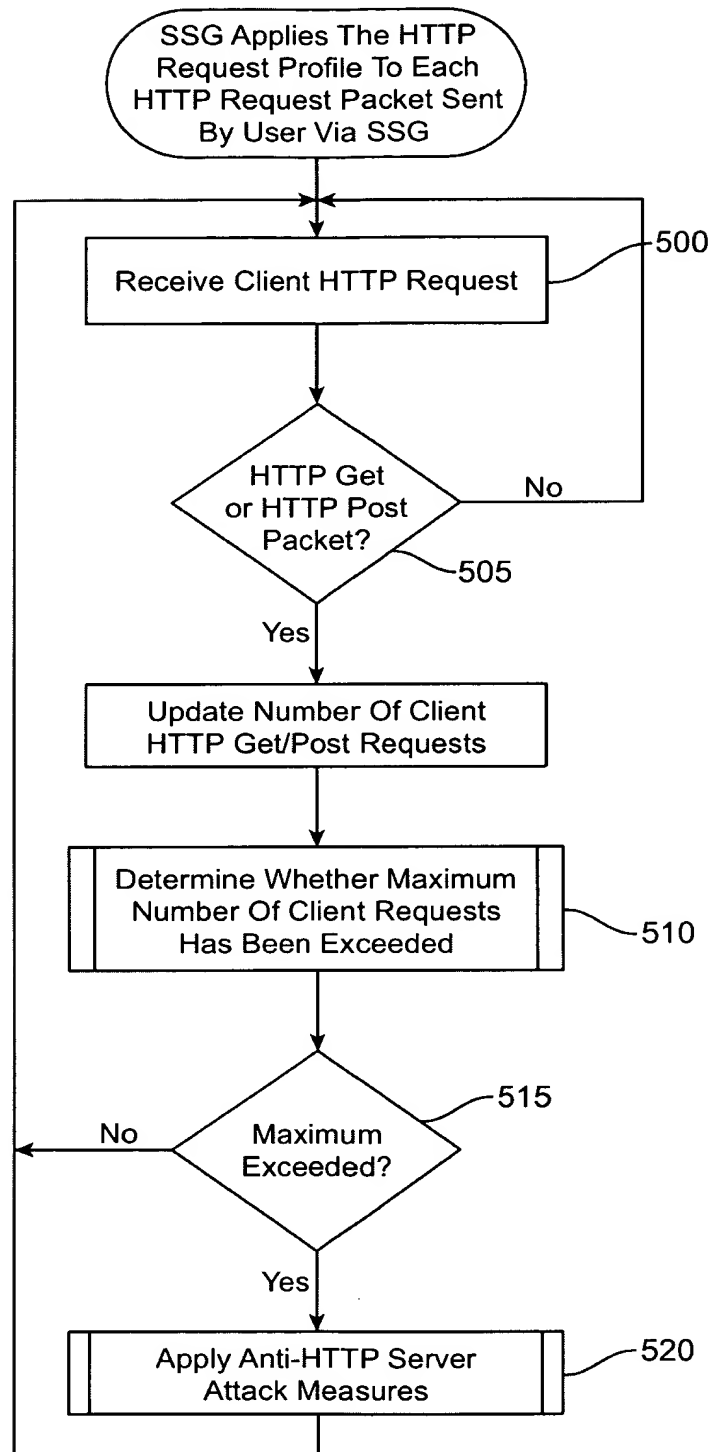 SSG Applies The HTTP
Request Profile To Each
HTTP Request Packet Sent
By User Via SSG
Receive Client HTTP Request
500
HTTP Get
or HTTP Post
Packet?
No
505
Yes
Update Number Of Client
HTTP Get/Post Requests
Determine Whether Maximum
Number Of Client Requests
Has Been Exceeded
510
515
No
Maximum
Exceeded?
Yes
Apply Anti-HTTP Server
Attack Measures
520